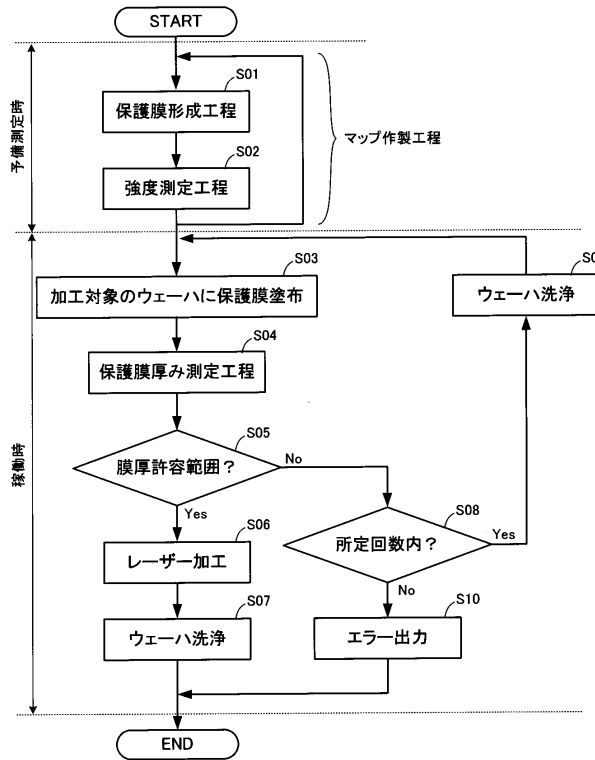 START
予備測定時
S01
保護膜形成工程
S02
強度測定工程
マップ作製工程
稼働時
S03
加工対象のウェーハに保護膜塗布
ウェーハ洗浄
S04
保護膜厚み測定工程
S05
膜厚許容範囲？
No
Yes
S08
所定回数内？
Yes
No
S06
レーザー加工
S07
ウェーハ洗浄
S10
エラー出力
END